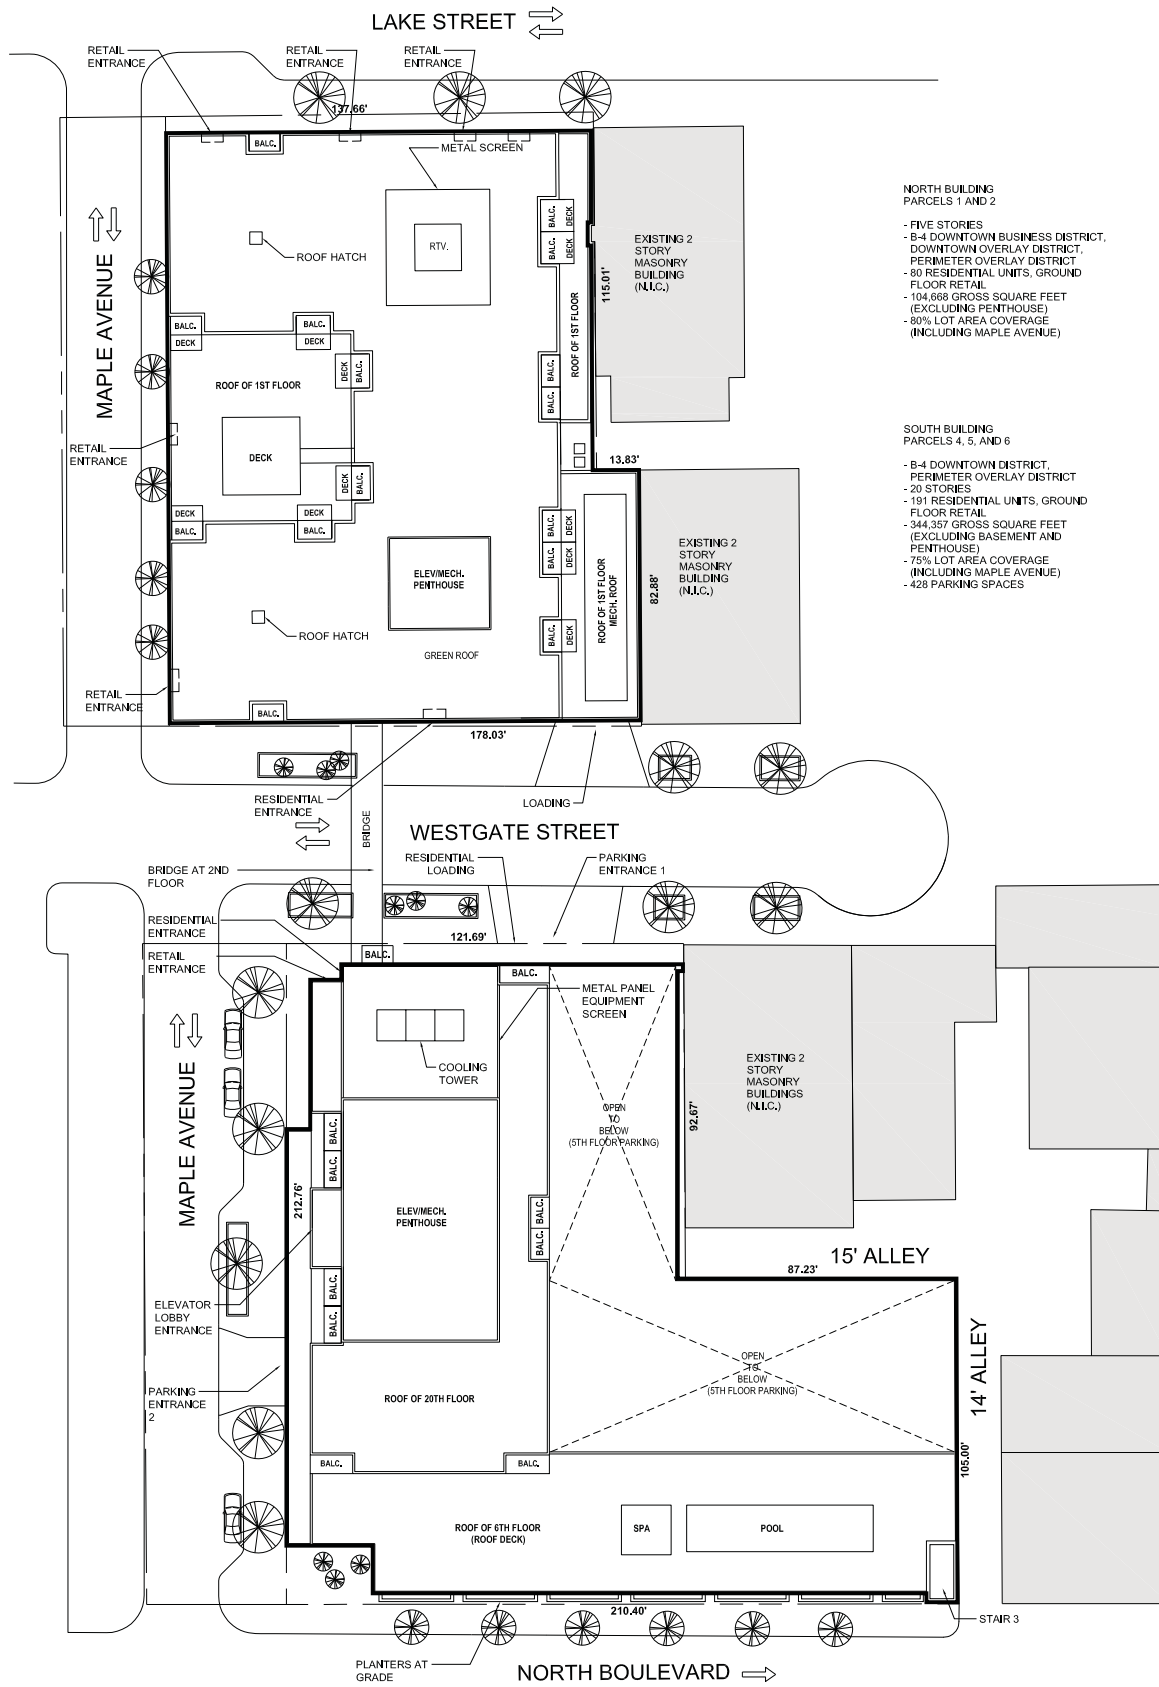 LAKE STREET
RETAIL
ENTRANCE
RETAIL
ENTRANCE
RETAIL
ENTRANCE
137.66'
BALC.
METAL SCREEN
RTV.
ROOF HATCH
BALC.
DECK
BALC.
DECK
EXISTING 2
STORY
MASONRY
BUILDING
(N.I.C.)
115.01'
ROOF OF 1ST FLOOR
MAPLE AVENUE
BALC.
DECK
BALC.
DECK
DECK
BALC.
BALC.
BALC.
ROOF OF 1ST FLOOR
DECK
RETAIL
ENTRANCE
13.83'
DECK
BALC.
DECK
BALC.
DECK
BALC.
BALC.
DECK
BALC.
DECK
EXISTING 2
STORY
MASONRY
BUILDING
(N.I.C.)
82.88'
ROOF OF 1ST FLOOR
MECH. ROOF
ELEV/MECH.
PENTHOUSE
ROOF HATCH
BALC.
DECK
GREEN ROOF
RETAIL
ENTRANCE
BALC.
178.03'
NORTH BUILDING
PARCELS 1 AND 2
- FIVE STORIES
- B-4 DOWNTOWN BUSINESS DISTRICT,
DOWNTOWN OVERLAY DISTRICT,
PERIMETER OVERLAY DISTRICT
- 80 RESIDENTIAL UNITS, GROUND
FLOOR RETAIL
- 104,668 GROSS SQUARE FEET
(EXCLUDING PENTHOUSE)
- 80% LOT AREA COVERAGE
(INCLUDING MAPLE AVENUE)
SOUTH BUILDING
PARCELS 4, 5, AND 6
- B-4 DOWNTOWN DISTRICT,
PERIMETER OVERLAY DISTRICT
- 20 STORIES
- 191 RESIDENTIAL UNITS, GROUND
FLOOR RETAIL
- 344,357 GROSS SQUARE FEET
(EXCLUDING BASEMENT AND
PENTHOUSE)
- 75% LOT AREA COVERAGE
(INCLUDING MAPLE AVENUE)
- 428 PARKING SPACES
RESIDENTIAL
ENTRANCE
LOADING
BRIDGE
WESTGATE STREET
BRIDGE AT 2ND
FLOOR
RESIDENTIAL
LOADING
PARKING
ENTRANCE 1
RESIDENTIAL
ENTRANCE
RETAIL
ENTRANCE
121.69'
BALC.
BALC.
METAL PANEL
EQUIPMENT
SCREEN
COOLING
TOWER
MAPLE AVENUE
OPEN
TO
BELOW
(5TH FLOOR PARKING)
92.67'
EXISTING 2
STORY
MASONRY
BUILDINGS
(N.I.C.)
BALC.
BALC.
212.76'
ELEV/MECH.
PENTHOUSE
BALC.
BALC.
BALC.
BALC.
15' ALLEY
87.23'
ELEVATOR
LOBBY
ENTRANCE
14' ALLEY
OPEN
TO
BELOW
(5TH FLOOR PARKING)
PARKING
ENTRANCE
2
ROOF OF 20TH FLOOR
BALC.
BALC.
105.00'
ROOF OF 6TH FLOOR
(ROOF DECK)
SPA
POOL
210.40'
STAIR 3
PLANTERS AT
GRADE
NORTH BOULEVARD